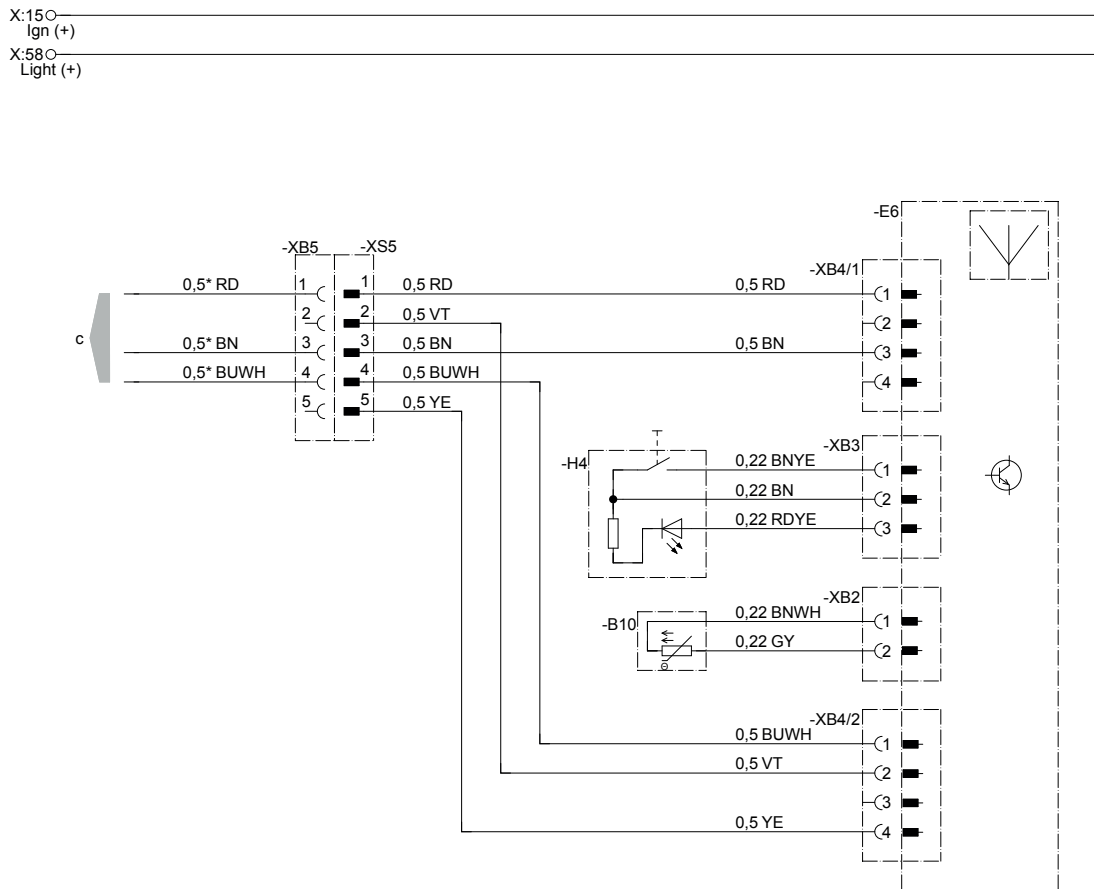 X:15
Ign (+)
X:58
Light (+)
-E6
-XB5 -XS5
-XB4/1
0,5* RD 1 1 0,5 RD 0,5 RD 1
2 2 0,5 VT 2
c
0,5* BN 3 3 0,5 BN 0,5 BN 3
0,5* BUWH 4 4 0,5 BUWH 4
5 5 0,5 YE
-XB3
-H4 0,22 BNYE 1
0,22 BN 2
0,22 RDYE 3
-XB2
-B10 0,22 BNWH 1
0,22 GY 2
-XB4/2
0,5 BUWH 1
0,5 VT 2
3
0,5 YE 4